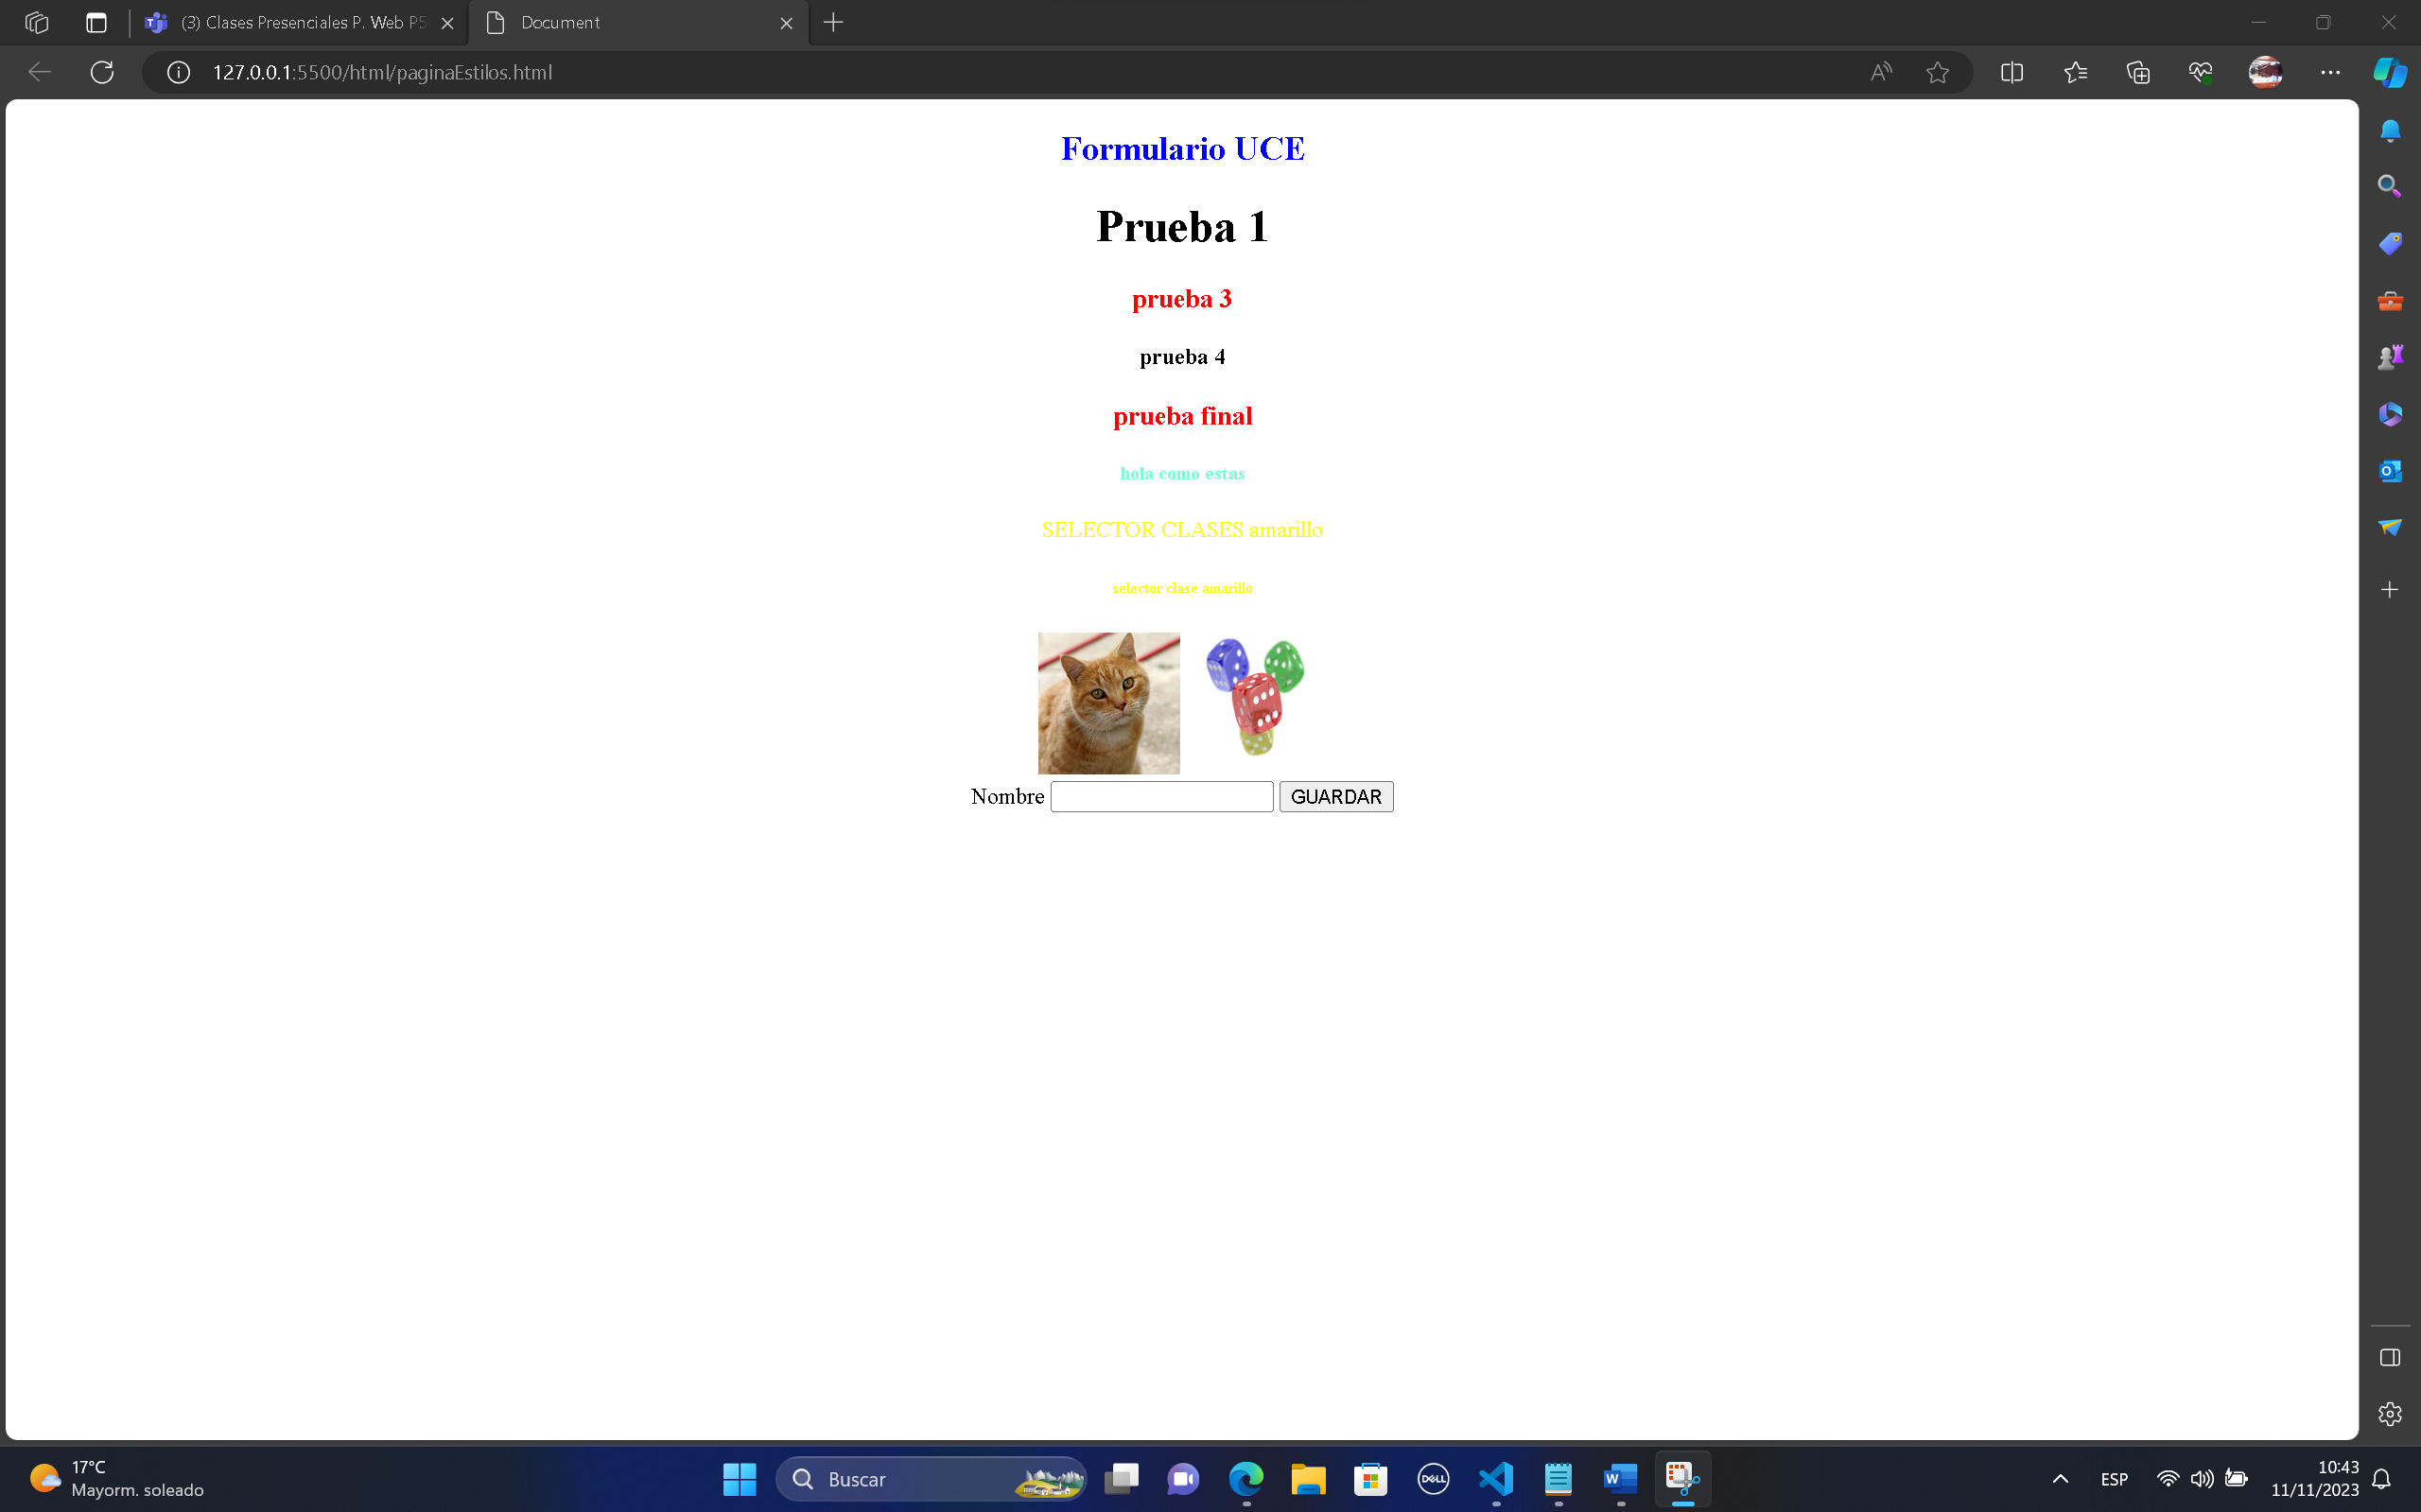 (3) Clases Presenciales P. Web P5
Document
127.0.0.1:5500/html/paginaEstilos.html
Formulario UCE
Prueba 1
prueba 3
prueba 4
prueba final
hola como estas
SELECTOR CLASES amarillo
selector clase amarillo
Nombre
GUARDAR
17°C
Mayorm. soleado
Buscar
DELL
W
ESP
10:43
11/11/2023